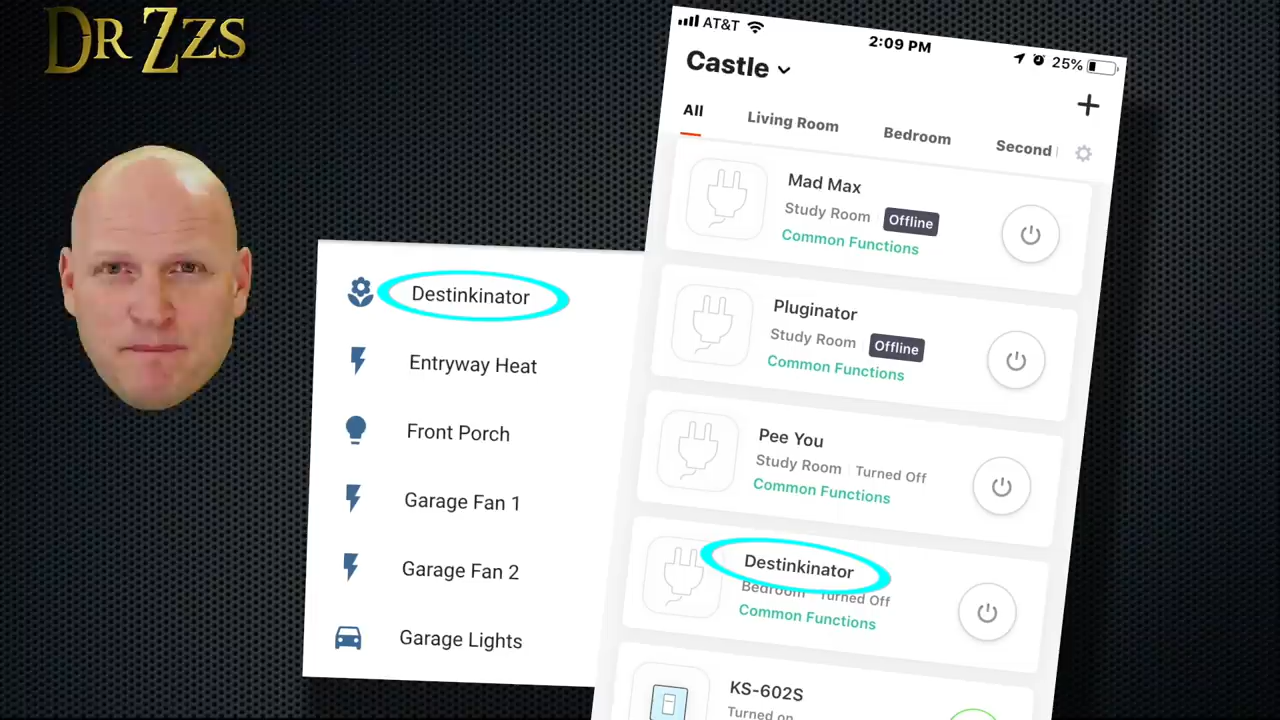 DR ZZS
Destinkinator
Entryway Heat
Front Porch
Garage Fan 1
Garage Fan 2
Garage Lights
AT&T
2:09 PM
25%
Castle
All Living Room Bedroom Second
Mad Max
Study Room Offline
Common Functions
Pluginator
Study Room Offline
Common Functions
Pee You
Study Room Turned Off
Common Functions
Destinkinator
Bedroom Turned Off
Common Functions
KS-602S
Turned on